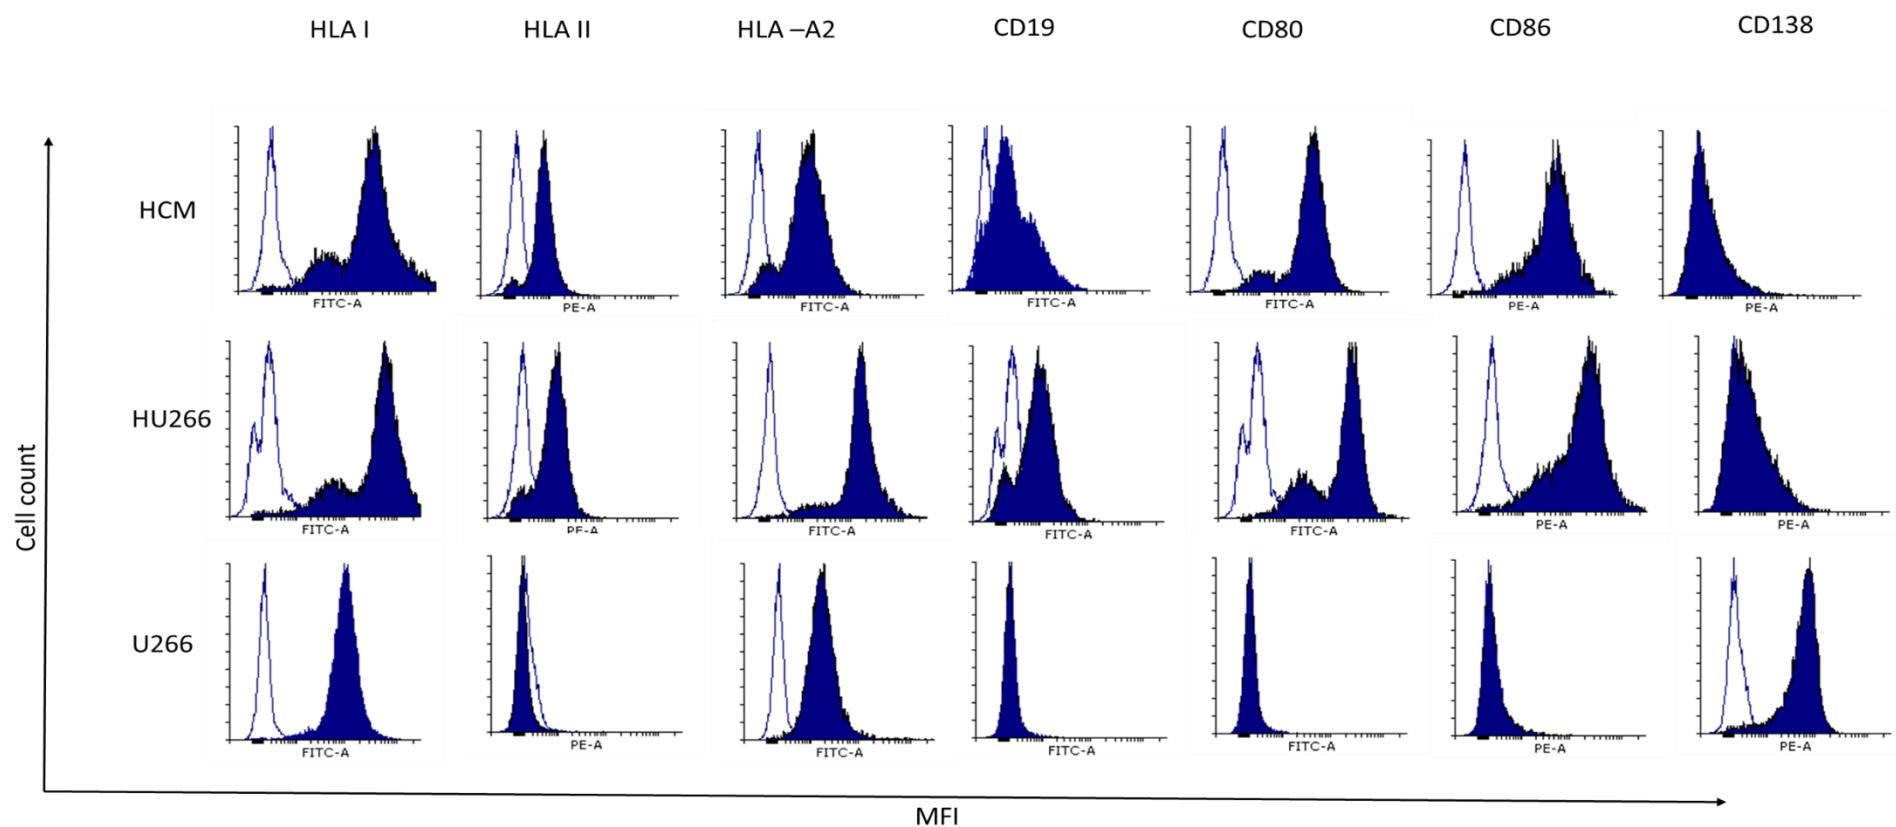 HLA I HLA II HLA –A2 CD19 CD80 CD86 CD138
HCM
FITC-A PE-A FITC-A FITC-A FITC-A PE-A PE-A
HU266
FITC-A PE-A FITC-A FITC-A FITC-A PE-A PE-A
U266
FITC-A PE-A FITC-A FITC-A FITC-A PE-A PE-A
Cell count
MFI